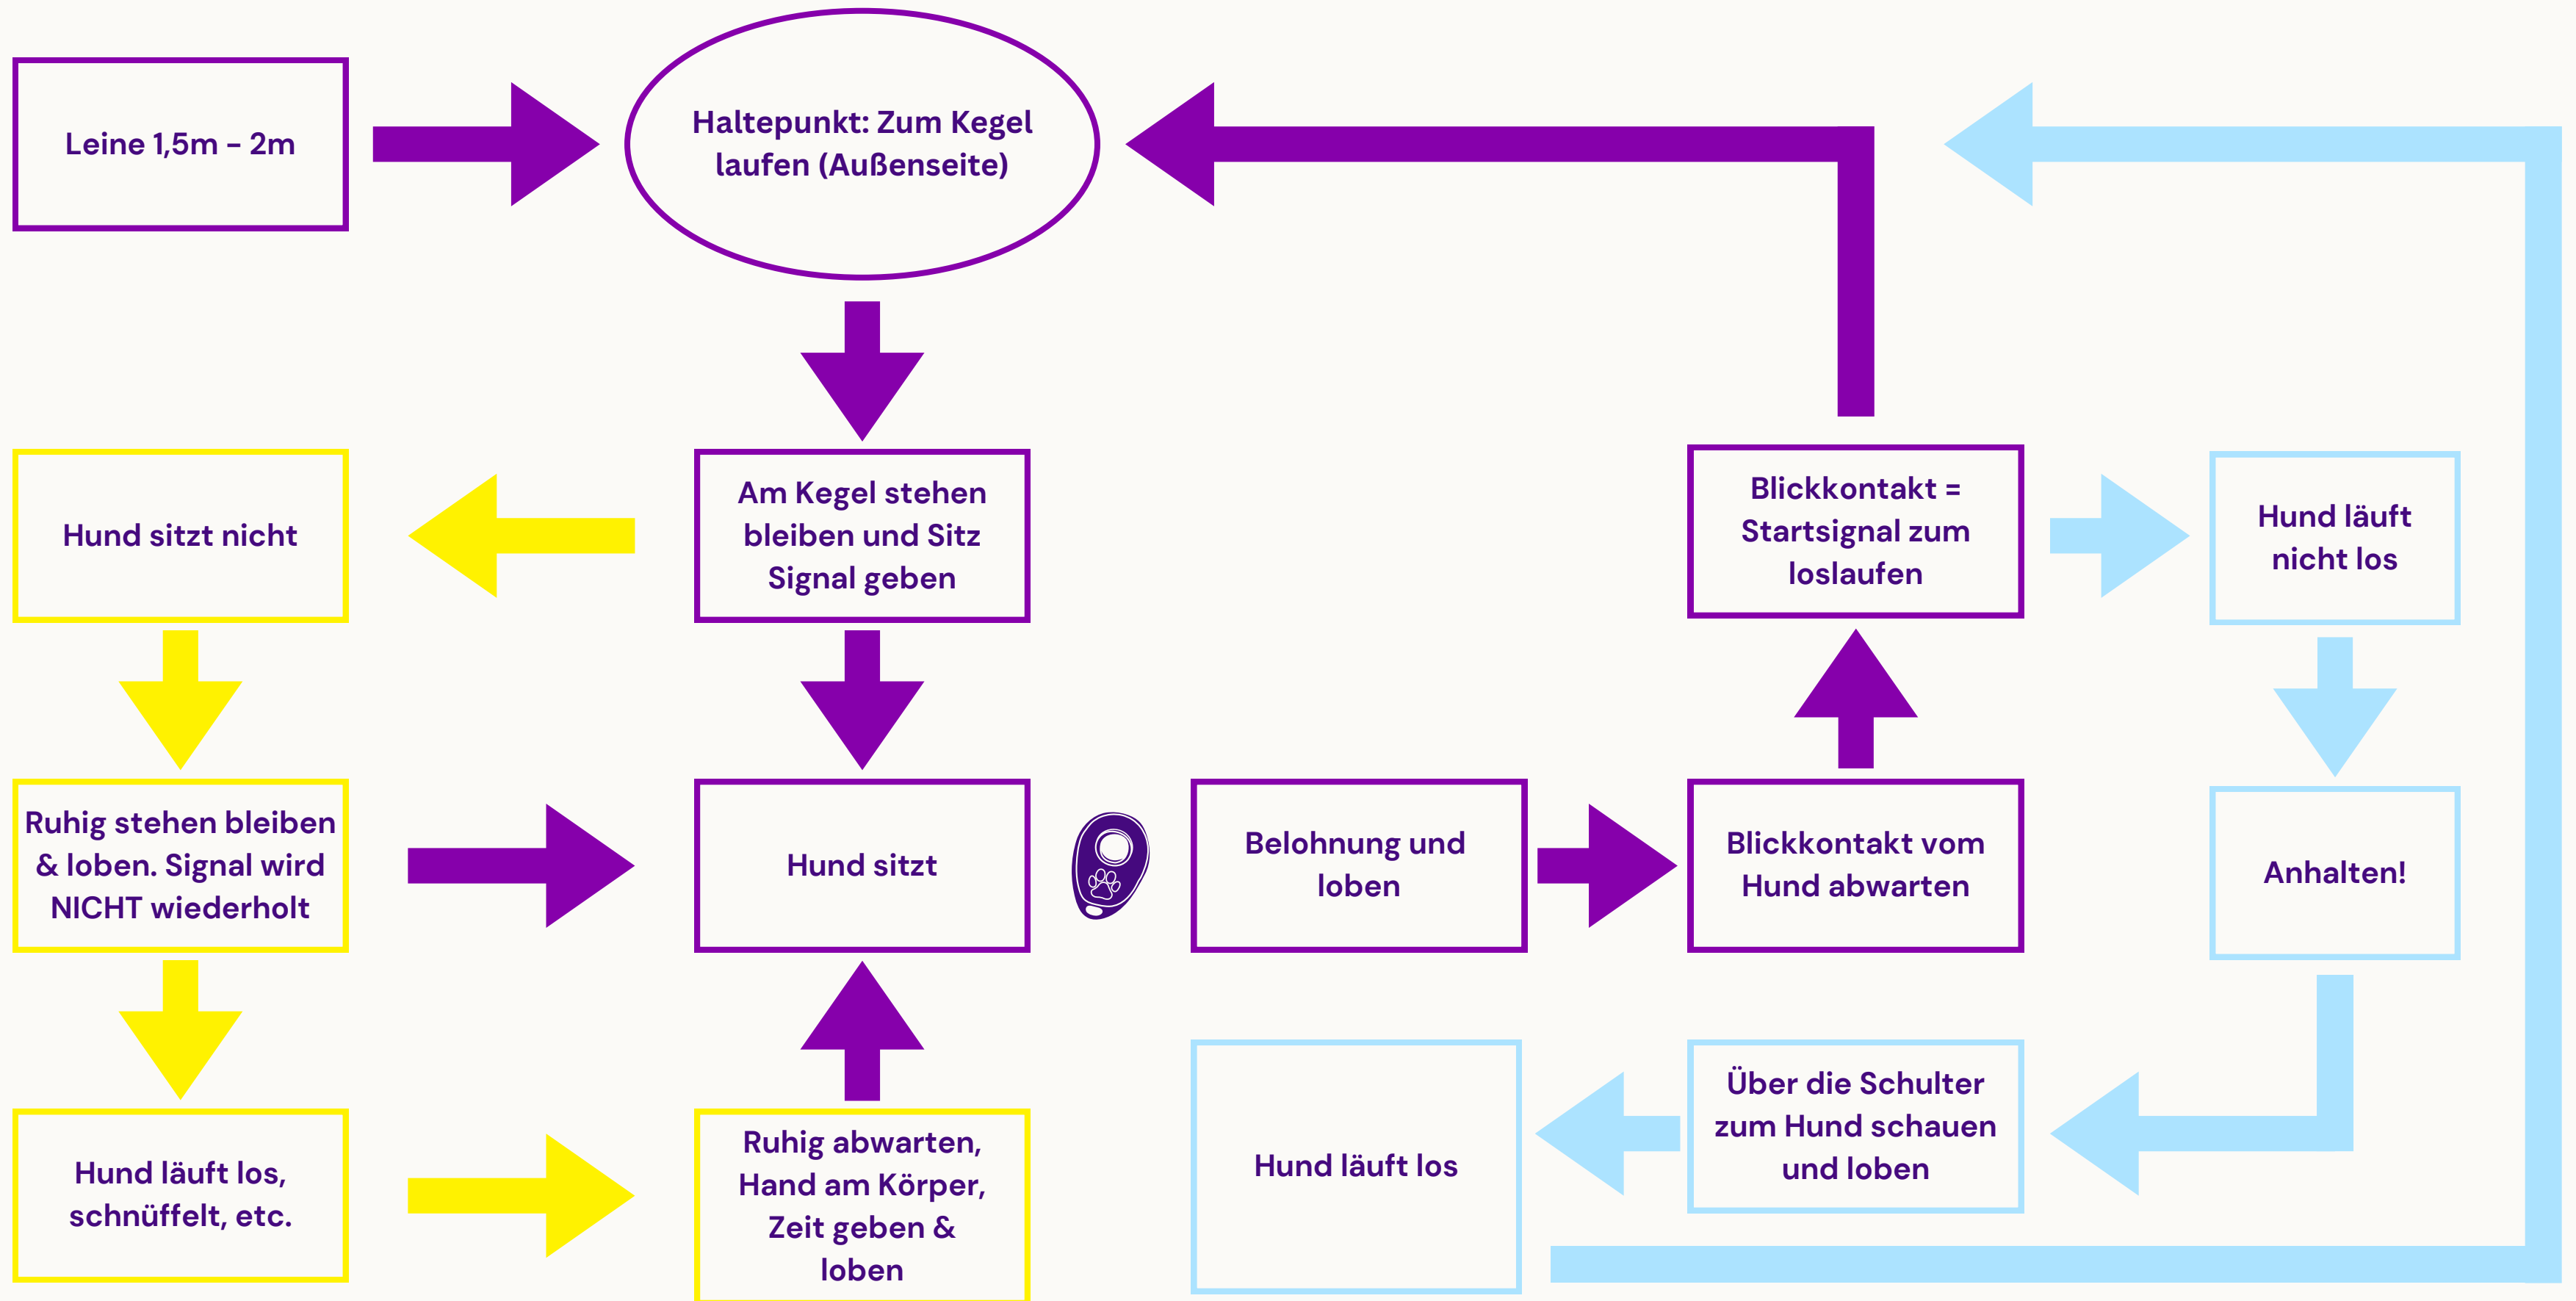 Leine 1,5m - 2m
Haltepunkt: Zum Kegel
laufen (Außenseite)
Hund sitzt nicht
Am Kegel stehen
bleiben und Sitz
Signal geben
Blickkontakt =
Startsignal zum
loslaufen
Hund läuft
nicht los
Ruhig stehen bleiben
& loben. Signal wird
NICHT wiederholt
Hund sitzt
Belohnung und
loben
Blickkontakt vom
Hund abwarten
Anhalten!
Hund läuft los,
schnüffelt, etc.
Ruhig abwarten,
Hand am Körper,
Zeit geben &
loben
Hund läuft los
Über die Schulter
zum Hund schauen
und loben